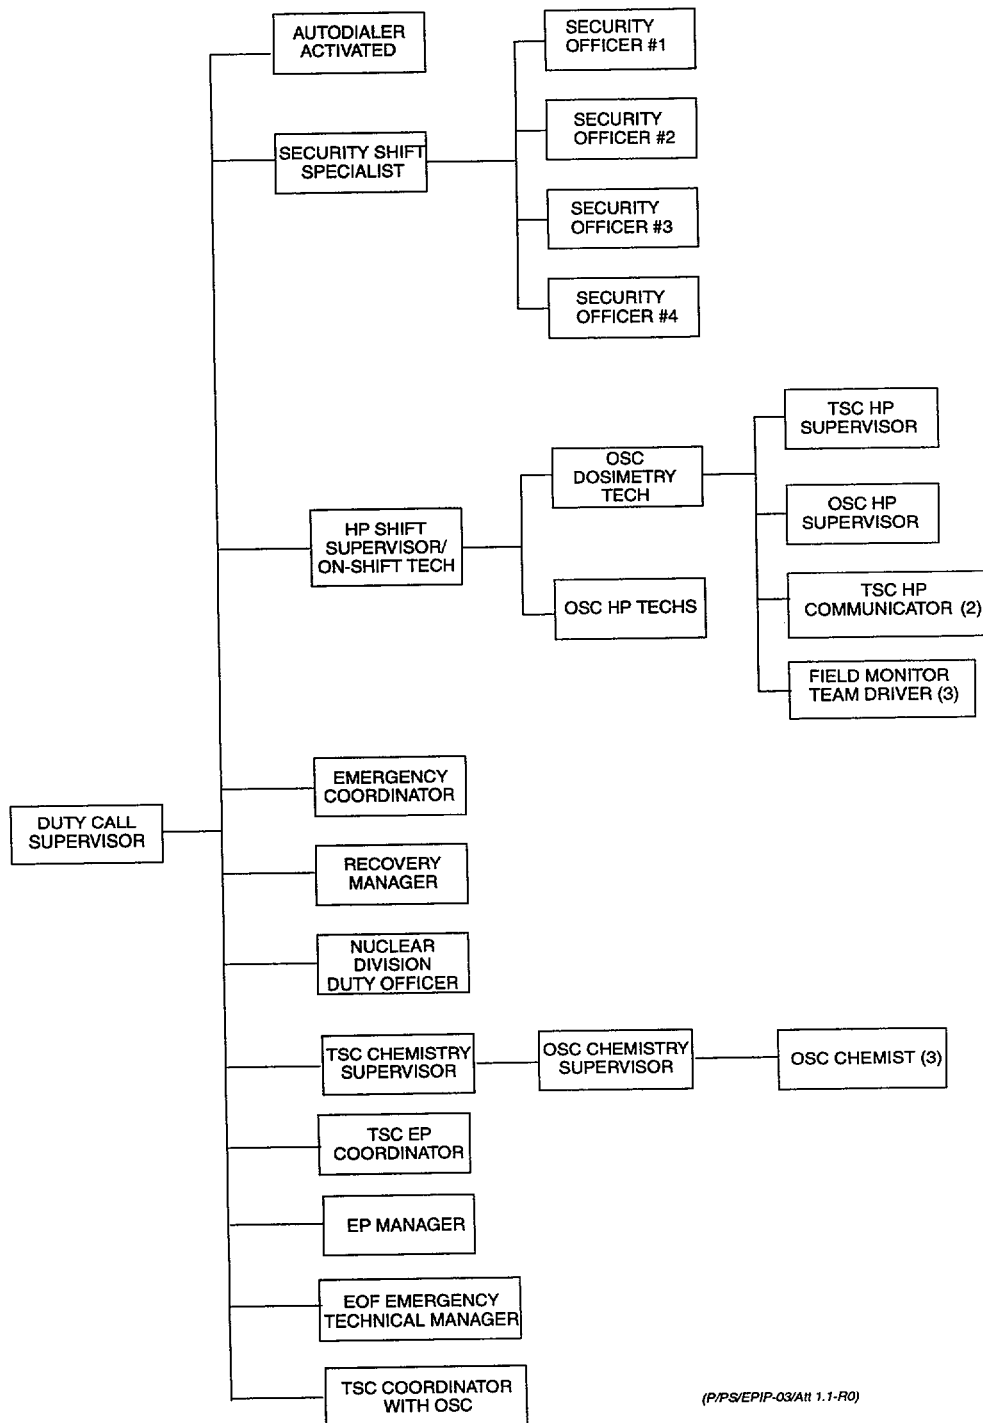 AUTODIALER
ACTIVATED
SECURITY
OFFICER #1
SECURITY
OFFICER #2
SECURITY SHIFT
SPECIALIST
SECURITY
OFFICER #3
SECURITY
OFFICER #4
TSC HP
SUPERVISOR
OSC
DOSIMETRY
TECH
OSC HP
SUPERVISOR
HP SHIFT
SUPERVISOR/
ON-SHIFT TECH
OSC HP TECHS
TSC HP
COMMUNICATOR (2)
FIELD MONITOR
TEAM DRIVER (3)
EMERGENCY
COORDINATOR
DUTY CALL
SUPERVISOR
RECOVERY
MANAGER
NUCLEAR
DIVISION
DUTY OFFICER
TSC CHEMISTRY
SUPERVISOR
OSC CHEMISTRY
SUPERVISOR
OSC CHEMIST (3)
TSC EP
COORDINATOR
EP MANAGER
EOF EMERGENCY
TECHNICAL MANAGER
TSC COORDINATOR
WITH OSC
(P/PS/EPIP-03/Att 1.1-R0)